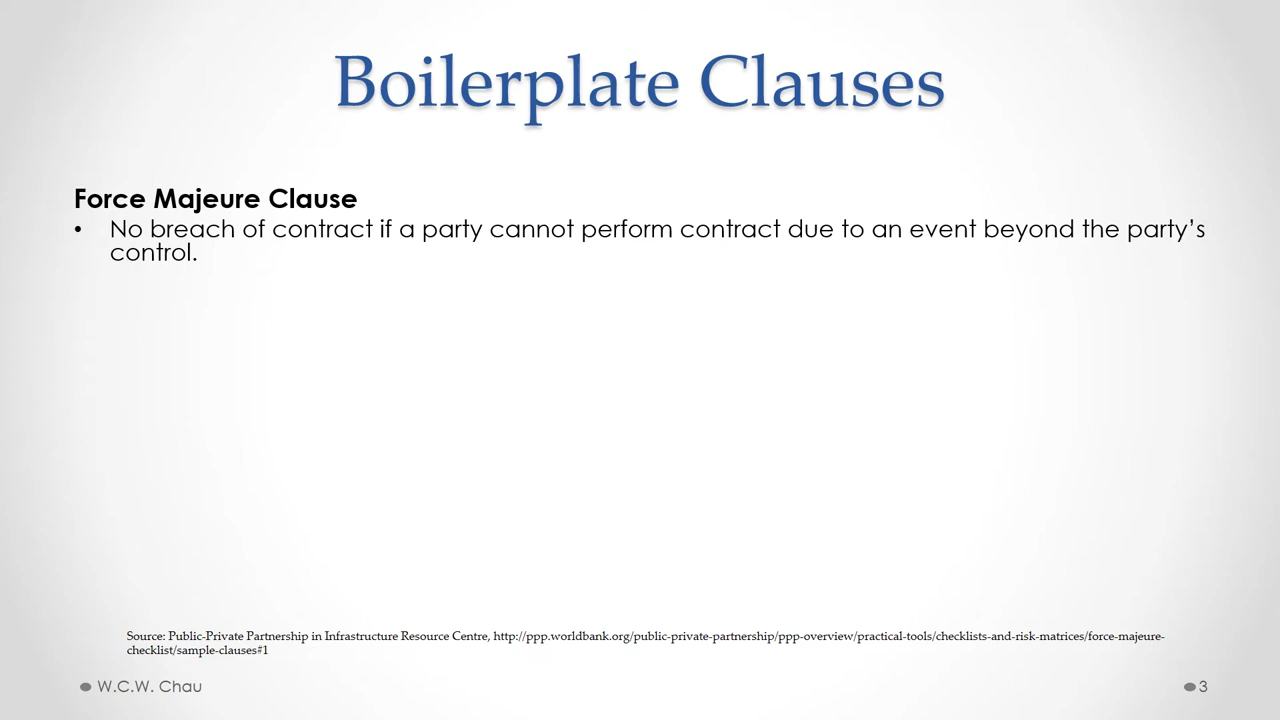 Boilerplate Clauses
Force Majeure Clause
• No breach of contract if a party cannot perform contract due to an event beyond the party’s
control.
Source: Public-Private Partnership in Infrastructure Resource Centre, http://ppp.worldbank.org/public-private-partnership/ppp-overview/practical-tools/checklists-and-risk-matrices/force-majeure-
checklist/sample-clauses#1
W.C.W. Chau
3